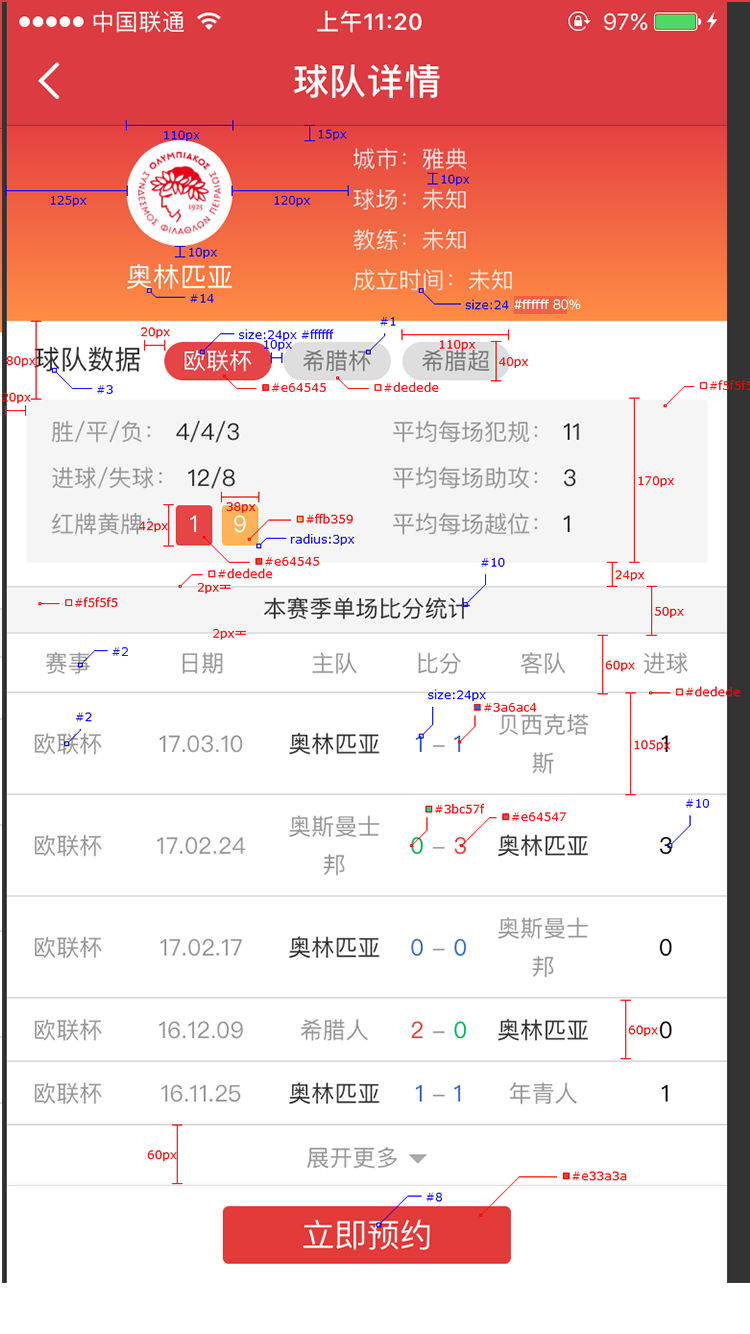 中国联通 上午11:20 97%
球队详情
110px 15px
ΟΛΥΜΠΙΑΚΟΣ
ΣΥΝΔΕΣΜΟΣ ΦΙΛΑΘΛΩΝ ΠΕΙΡΑΙΩΣ
1925
125px 120px
城市：雅典
10px
球场：未知
教练：未知
10px
奥林匹亚
成立时间：未知
#14
size:24 #ffffff 80%
20px size:24px #ffffff #1
10px 110px
80px 球队数据 欧联杯 希腊杯 希腊超 40px
#3 #e64545 #dedede #f5f5f5
20px
胜/平/负： 4/4/3 平均每场犯规： 11
进球/失球： 12/8 平均每场助攻： 3
170px
38px
红牌黄牌： 42px 1 9 平均每场越位： 1
#ffb359
radius:3px
#e64545 #10
#dedede 24px
2px
#f5f5f5 本赛季单场比分统计 50px
2px
#2
赛事 日期 主队 比分 客队 60px 进球
size:24px #dedede
#3a6ac4
#2
欧联杯 17.03.10 奥林匹亚 1 – 1 贝西克塔斯 105px 1
#3bc57f #e64547 #10
欧联杯 17.02.24 奥斯曼士邦 0 – 3 奥林匹亚 3
欧联杯 17.02.17 奥林匹亚 0 – 0 奥斯曼士邦 0
欧联杯 16.12.09 希腊人 2 – 0 奥林匹亚 60px 0
欧联杯 16.11.25 奥林匹亚 1 – 1 年青人 1
60px 展开更多
#e33a3a
#8
立即预约